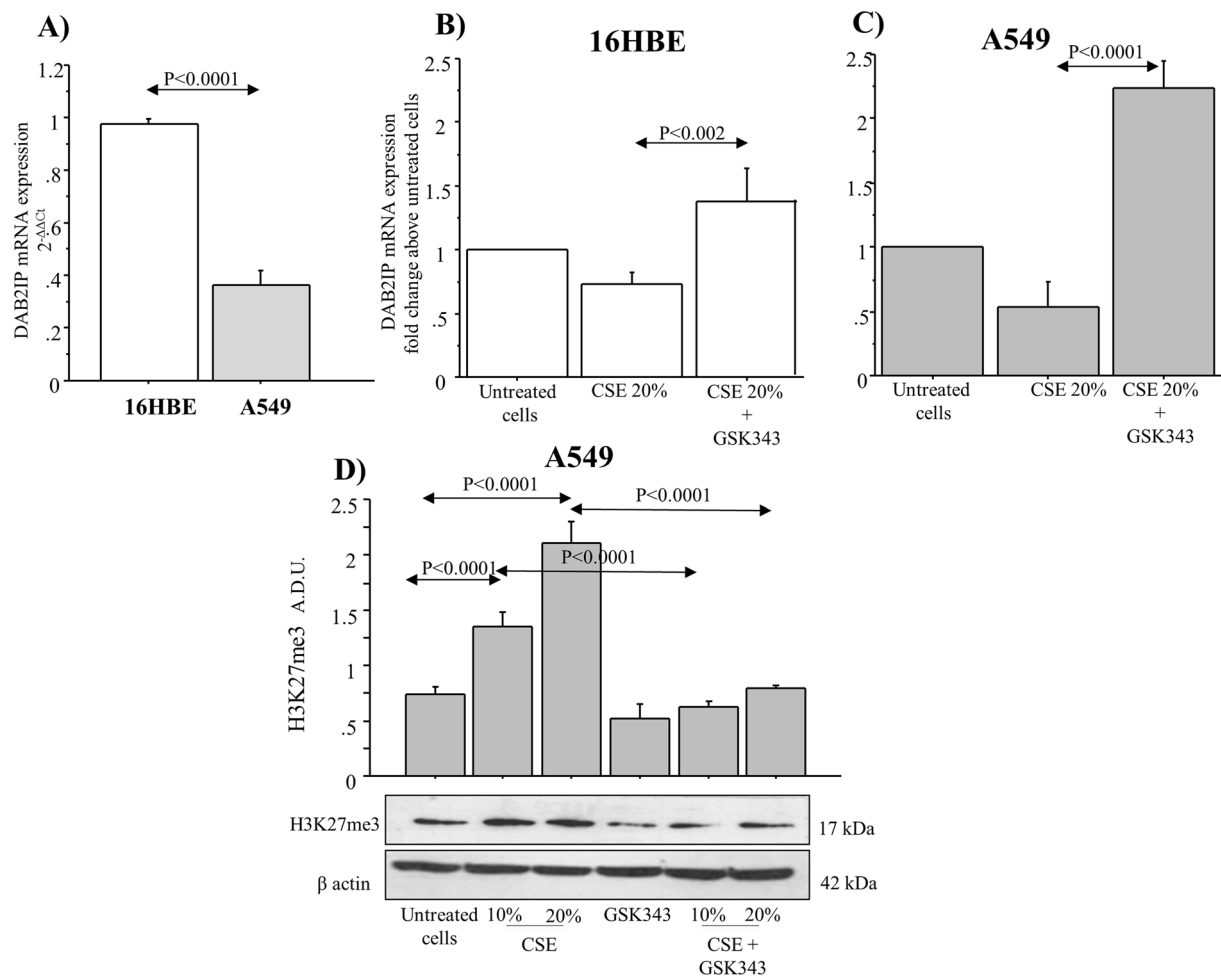 A)
DAB2IP mRNA expression
2-ΔΔCt
1.2
1
.8
.6
.4
.2
0
P<0.0001
16HBE
A549
B)
16HBE
DAB2IP mRNA expression
fold change above untreated cells
2.5
2
1.5
1
.5
0
P<0.002
Untreated
cells
CSE 20%
CSE 20%
+
GSK343
C)
A549
2.5
2
1.5
1
.5
0
P<0.0001
Untreated
cells
CSE 20%
CSE 20%
+
GSK343
D)
A549
H3K27me3 A.D.U.
2.5
2
1.5
1
.5
0
P<0.0001
P<0.0001
P<0.0001
P<0.0001
H3K27me3
17 kDa
β actin
42 kDa
Untreated
cells
10%
20%
CSE
GSK343
10%
20%
CSE +
GSK343